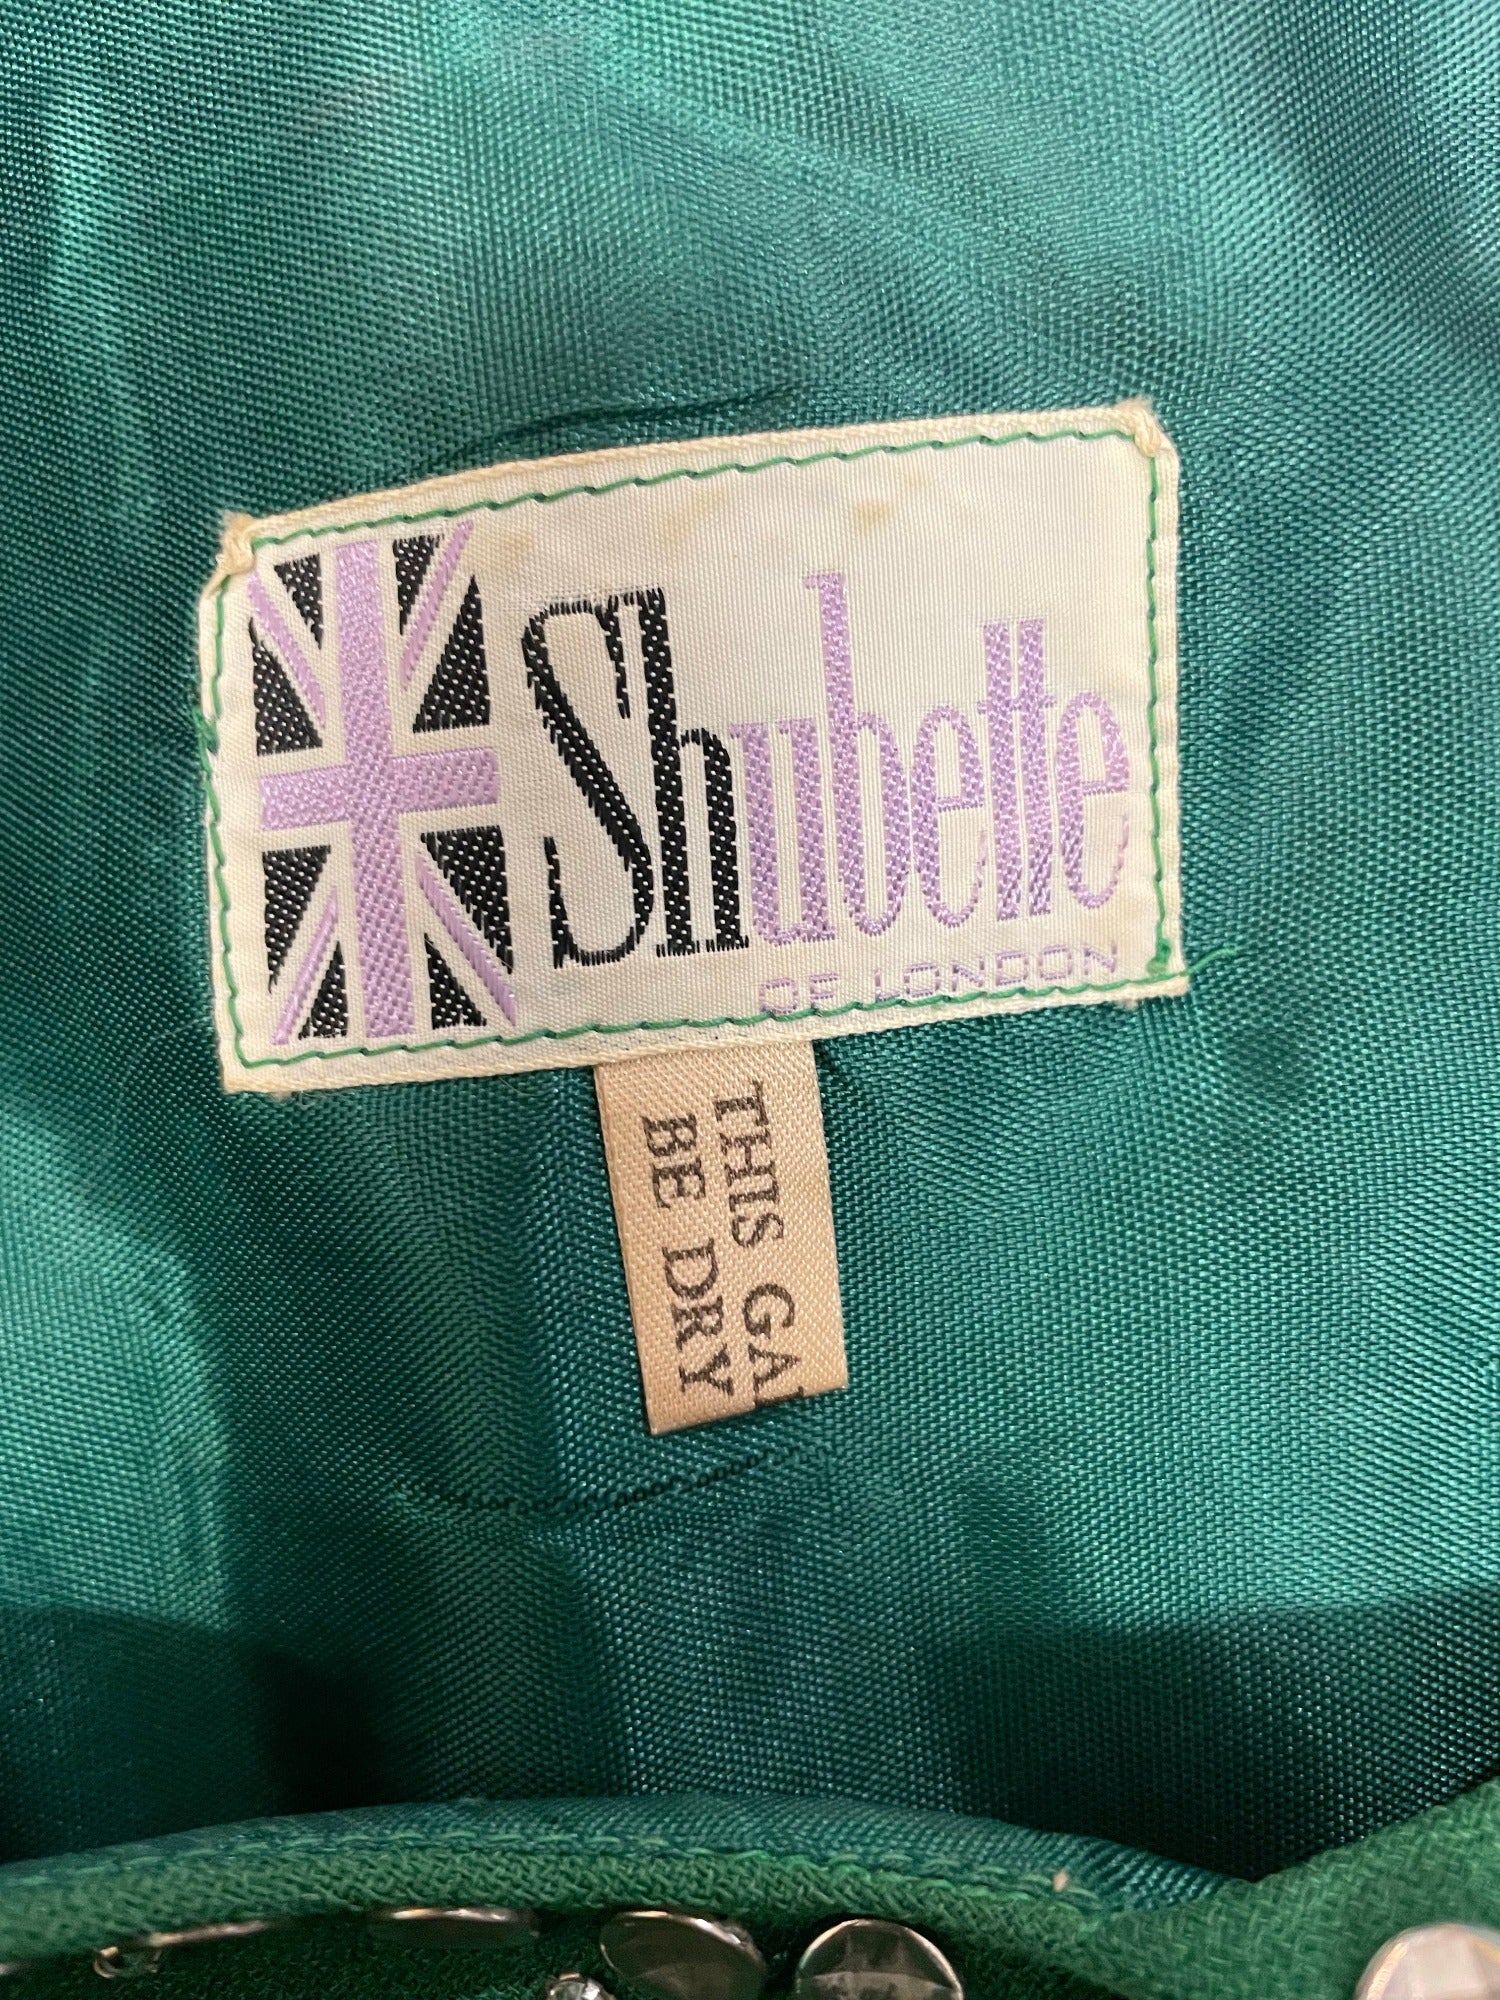 Shubette
OF LONDON
THIS GA
BE DRY